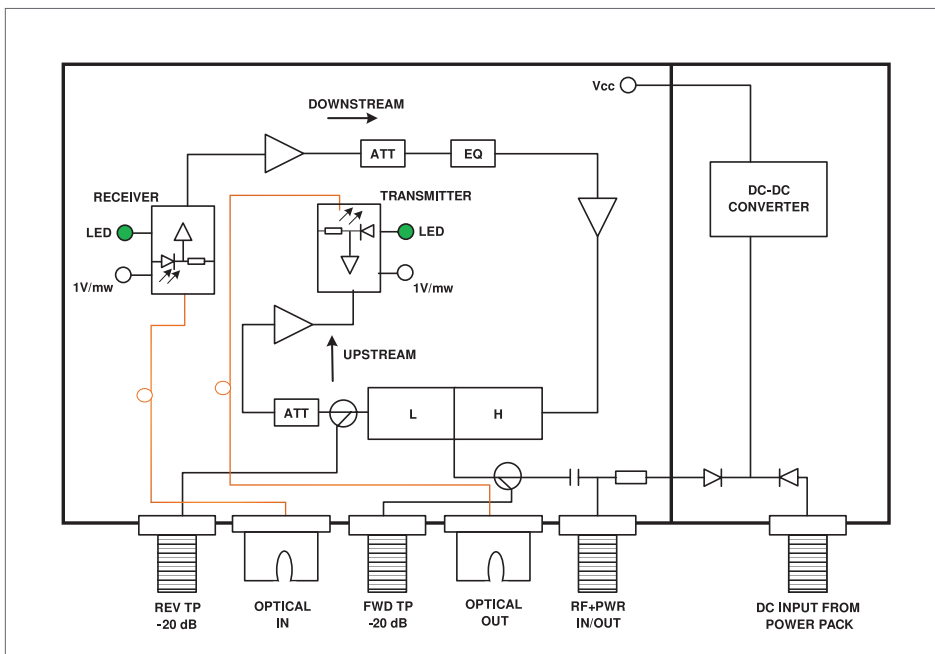 Vcc
DOWNSTREAM
ATT
EQ
RECEIVER
TRANSMITTER
DC-DC
CONVERTER
LED
LED
1V/mw
1V/mw
UPSTREAM
ATT
L
H
REV TP
-20 dB
OPTICAL
IN
FWD TP
-20 dB
OPTICAL
OUT
RF+PWR
IN/OUT
DC INPUT FROM
POWER PACK